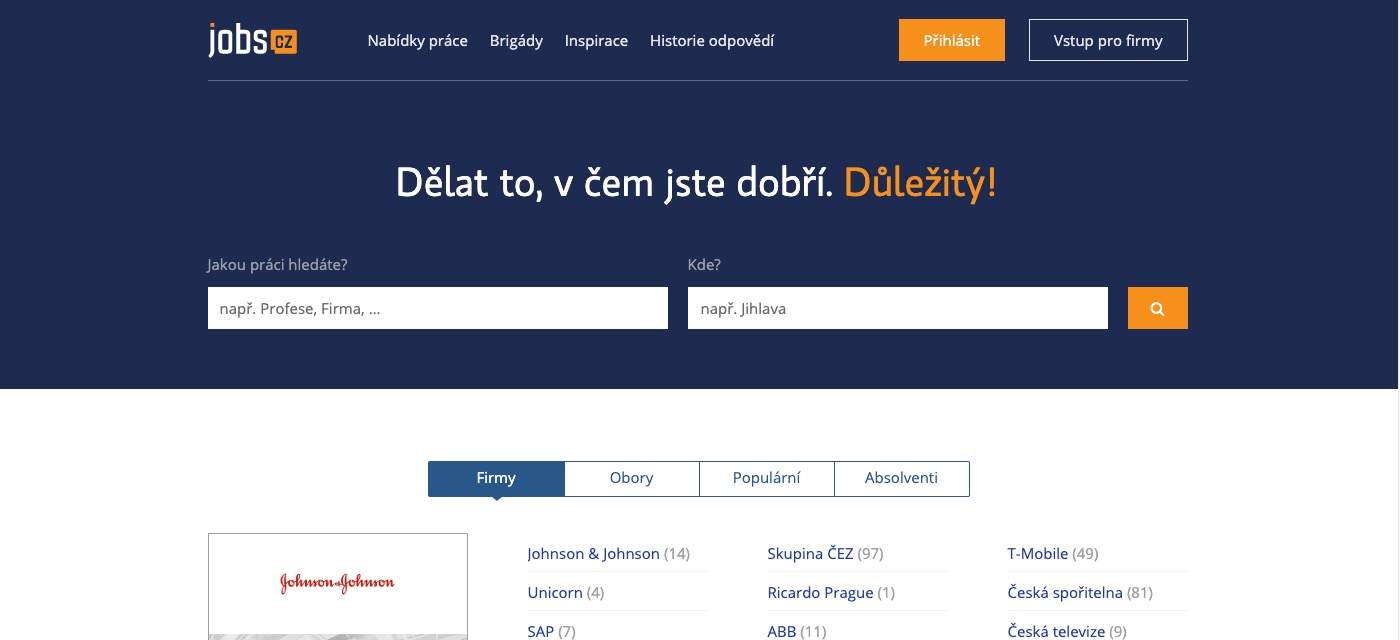 jobs CZ
Nabídky práce Brigády Inspirace Historie odpovědí Přihlásit Vstup pro firmy
Dělat to, v čem jste dobří. Důležitý!
Jakou práci hledáte? Kde?
např. Profese, Firma, ... např. Jihlava
Firmy Obory Populární Absolventi
Johnson & Johnson (14) Skupina ČEZ (97) T-Mobile (49)
Johnson & Johnson
Unicorn (4) Ricardo Prague (1) Česká spořitelna (81)
SAP (7) ABB (11) Česká televize (9)